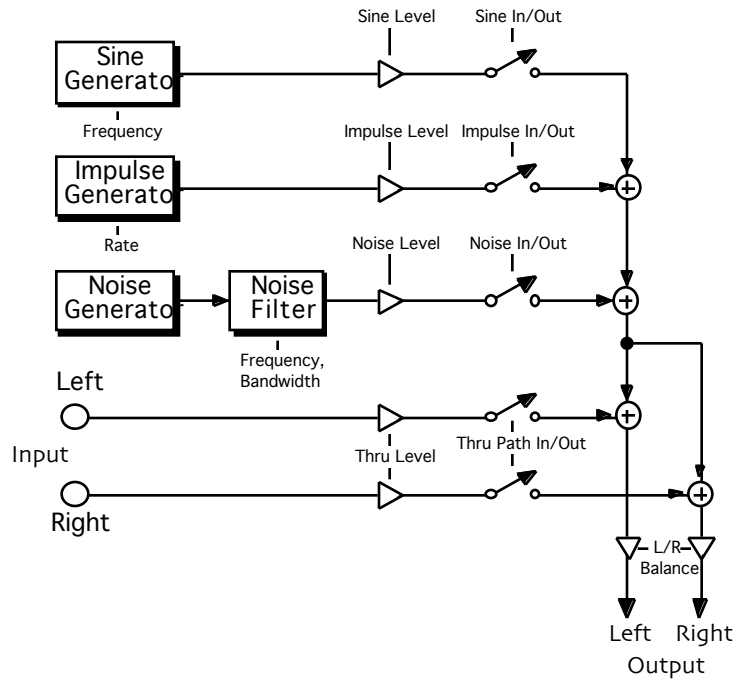 Sine Level
Sine In/Out
Sine
Generato
Frequency
Impulse Level
Impulse In/Out
Impulse
Generato
Rate
Noise Level
Noise In/Out
Noise
Generato
Noise
Filter
Frequency,
Bandwidth
Left
Input
Thru Level
Thru Path In/Out
Right
L/R
Balance
Left
Right
Output